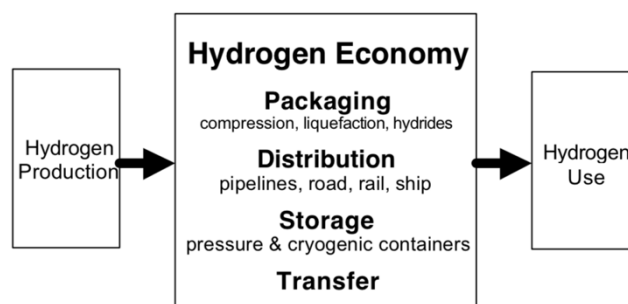 Hydrogen
Production
Hydrogen Economy
Packaging
compression, liquefaction, hydrides
Distribution
pipelines, road, rail, ship
Storage
pressure & cryogenic containers
Transfer
Hydrogen
Use